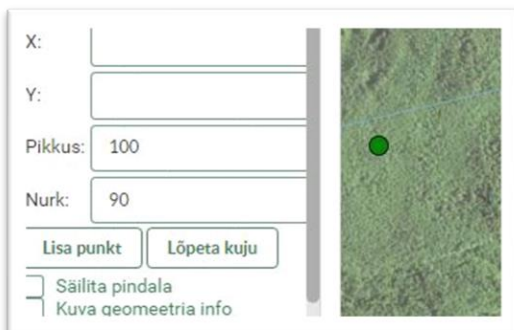 X:
Y:
Pikkus: 100
Nurk: 90
Lisa punkt Lõpeta kuju
Säilita pindala
Kuva geomeetria info